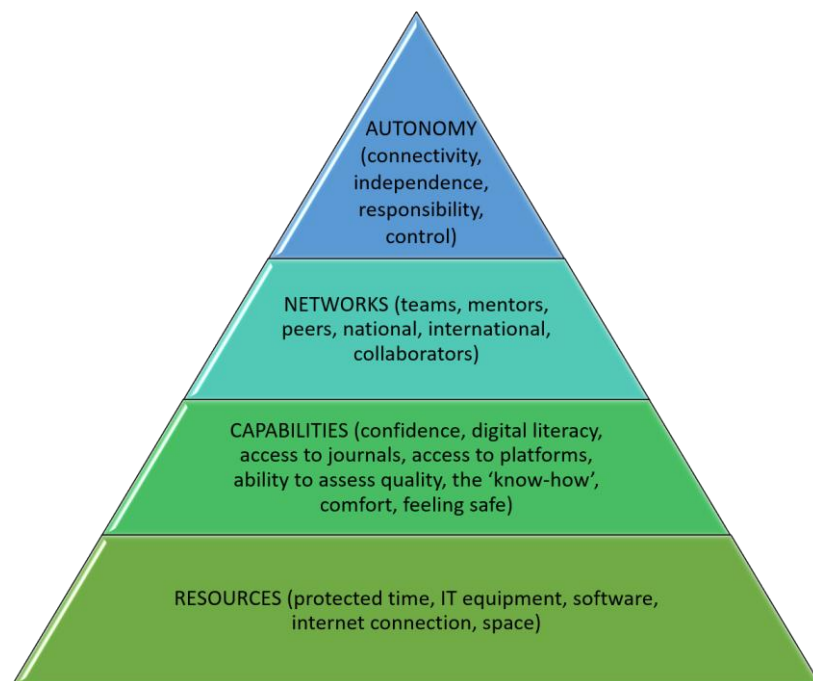 AUTONOMY
(connectivity,
independence,
responsibility,
control)
NETWORKS (teams, mentors,
peers, national, international,
collaborators)
CAPABILITIES (confidence, digital literacy,
access to journals, access to platforms,
ability to assess quality, the ‘know-how’,
comfort, feeling safe)
RESOURCES (protected time, IT equipment, software,
internet connection, space)